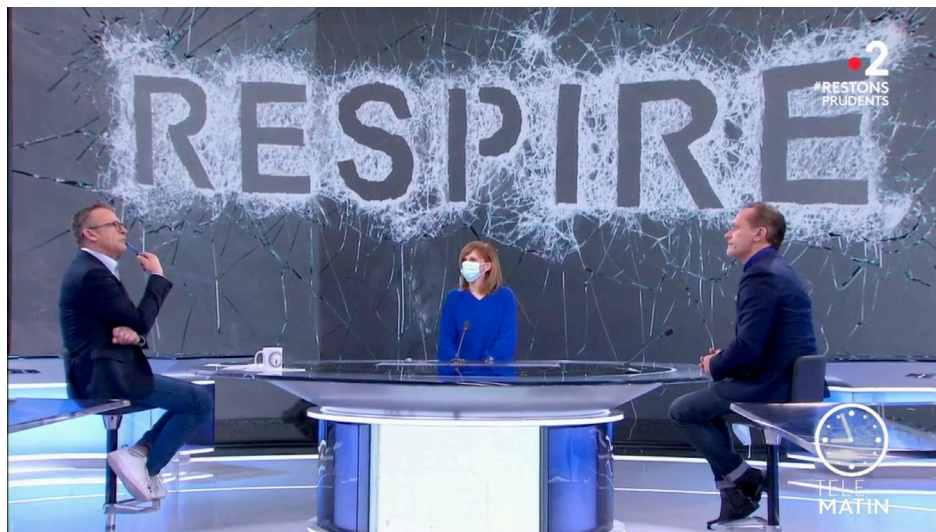 RESPIRE
2
#RESTONS
PRUDENTS
TELE
MATIN